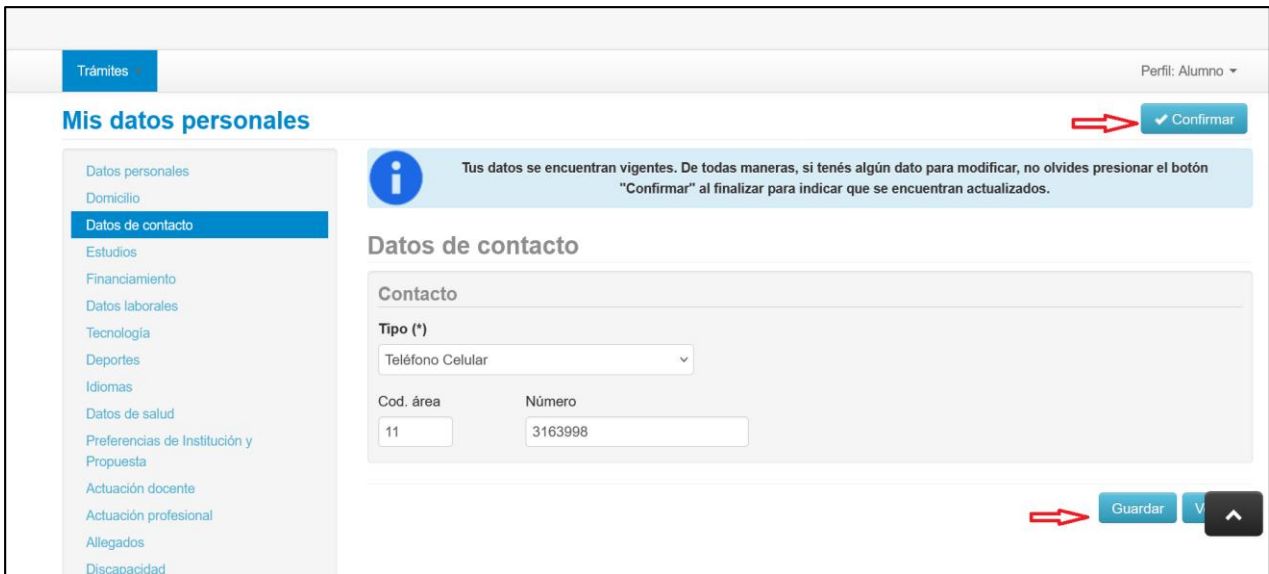 Trámites
Perfil: Alumno
Mis datos personales
Confirmar
Datos personales
Domicilio
Datos de contacto
Estudios
Financiamiento
Datos laborales
Tecnología
Deportes
Idiomas
Datos de salud
Preferencias de Institución y
Propuesta
Actuación docente
Actuación profesional
Allegados
Discapacidad
Tus datos se encuentran vigentes. De todas maneras, si tenés algún dato para modificar, no olvides presionar el botón
"Confirmar" al finalizar para indicar que se encuentran actualizados.
Datos de contacto
Contacto
Tipo (*)
Teléfono Celular
Cod. área Número
11 3163998
Guardar